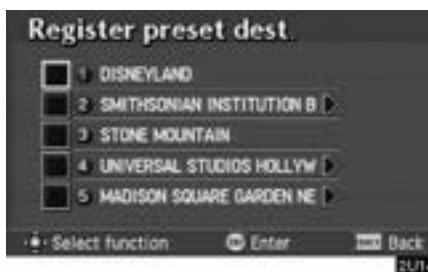 Register preset dest.
1 DISNEYLAND
2 SMITHSONIAN INSTITUTION B
3 STONE MOUNTAIN
4 UNIVERSAL STUDIOS HOLLYW
5 MADISON SQUARE GARDEN NE
Select function Enter Back